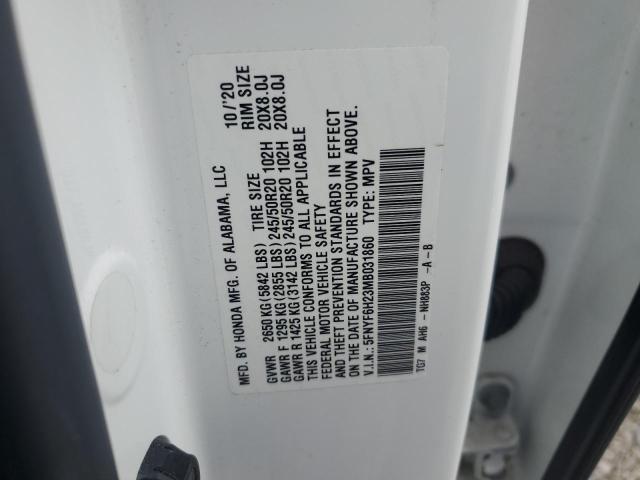 MFD. BY HONDA MFG. OF ALABAMA, LLC 10/'20
GVWR 2650 KG (5842 LBS) TIRE SIZE RIM SIZE
GAWR F 1295 KG (2855 LBS) 245/50R20 102H 20X8.0J
GAWR R 1425 KG (3142 LBS) 245/50R20 102H 20X8.0J
THIS VEHICLE CONFORMS TO ALL APPLICABLE
FEDERAL MOTOR VEHICLE SAFETY
AND THEFT PREVENTION STANDARDS IN EFFECT
ON THE DATE OF MANUFACTURE SHOWN ABOVE.
V.I.N.: 5FNYF6H23MB031860 TYPE: MPV
TG7 M AH6 - NH883P -A - B